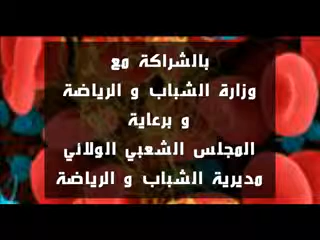 بالشراكة مع
وزارة الشباب و الرياضة
و برعاية
المجلس الشعبي الولائي
مديرية الشباب و الرياضة